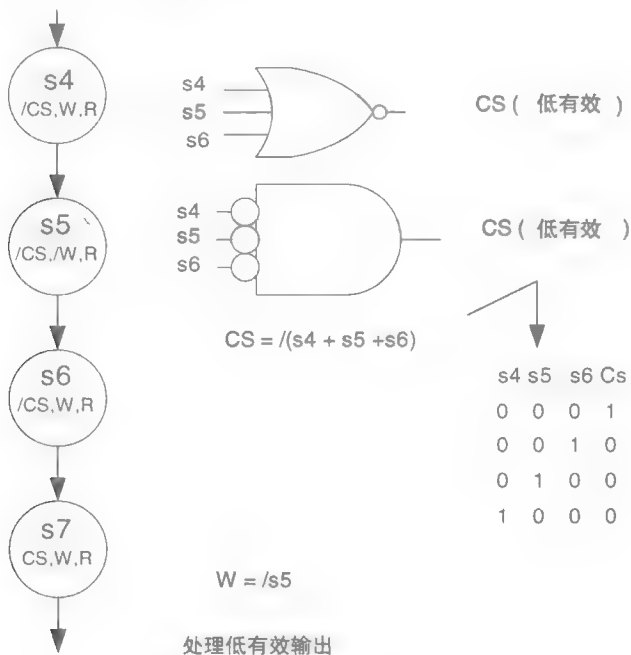 s4
/CS,W,R
s5
/CS,/W,R
s6
/CS,W,R
s7
CS,W,R
s4
s5
s6
CS ( 低有效 )
s4
s5
s6
CS ( 低有效 )
CS = /(s4 + s5 +s6)
s4 s5 s6 Cs
0 0 0 1
0 0 1 0
0 1 0 0
1 0 0 0
W = /s5
处理低有效输出